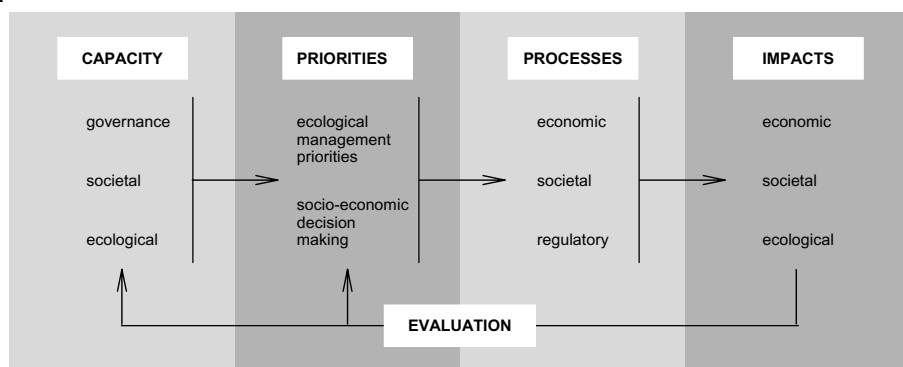 CAPACITY
governance
societal
ecological
PRIORITIES
ecological
management
priorities
socio-economic
decision
making
PROCESSES
economic
societal
regulatory
IMPACTS
economic
societal
ecological
EVALUATION